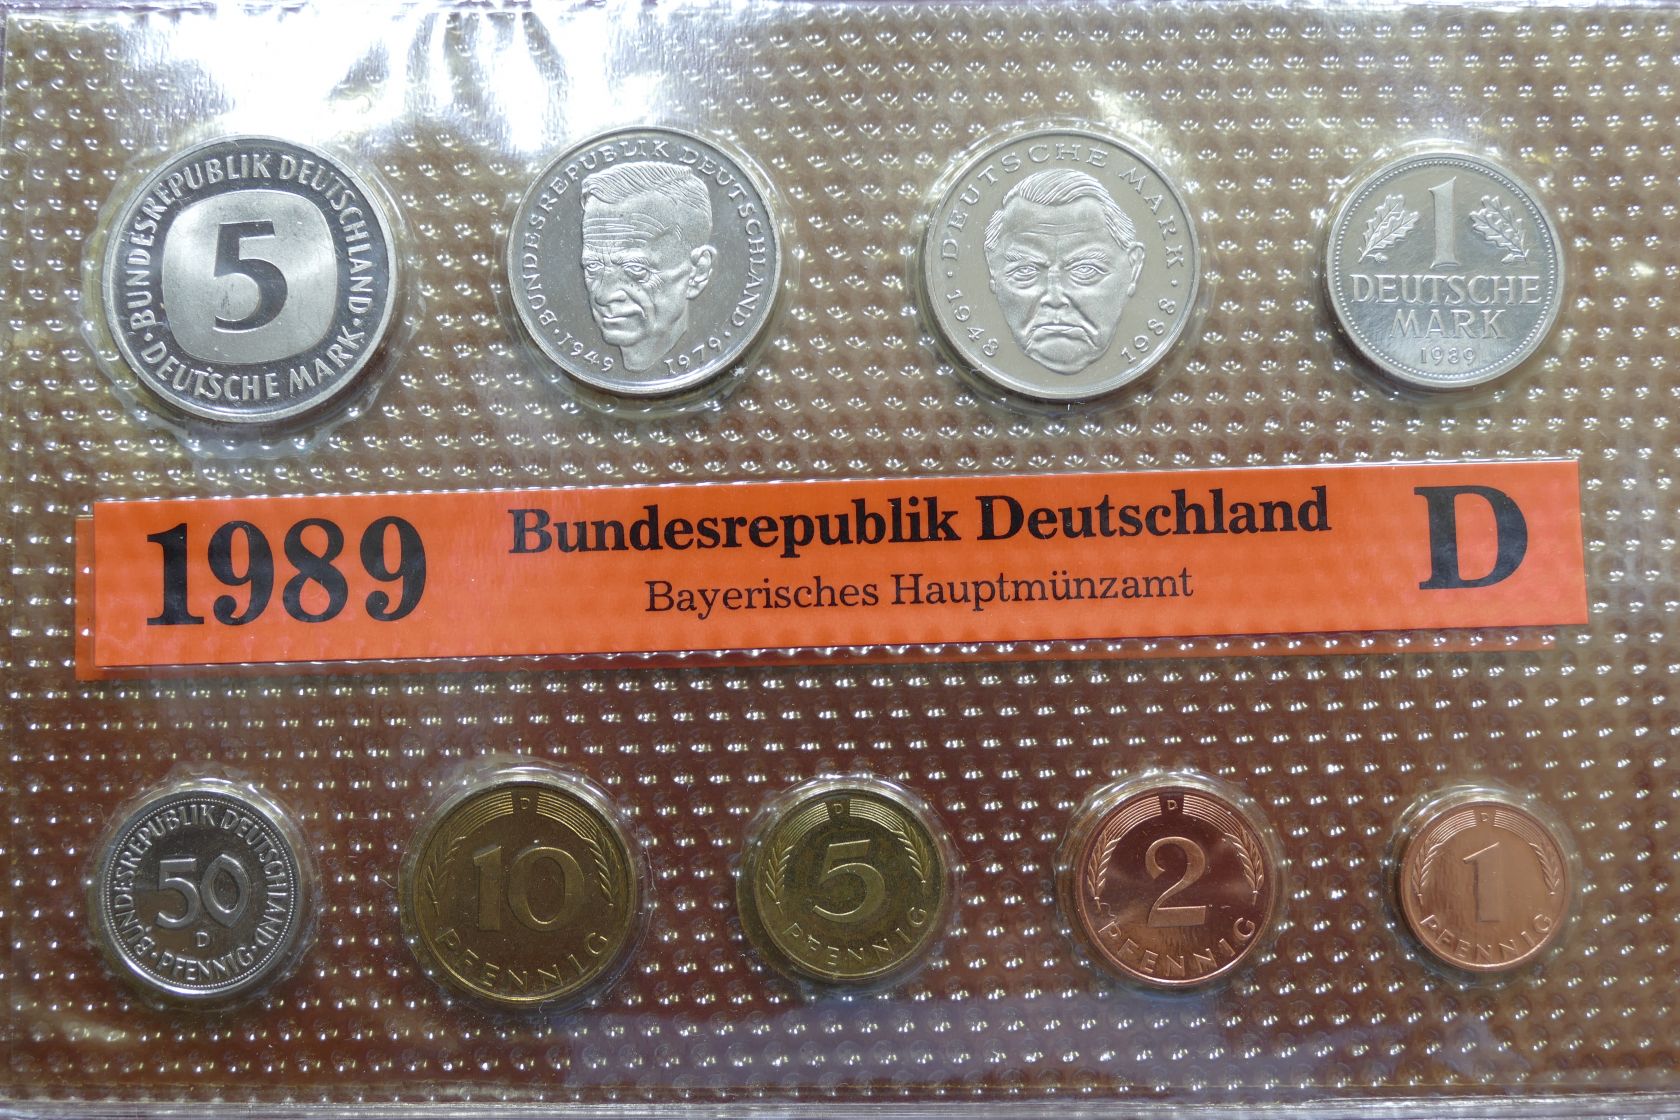 BUNDESREPUBLIK DEUTSCHLAND
5
DEUTSCHE MARK
BUNDESREPUBLIK DEUTSCHLAND
1949 1979
DEUTSCHE MARK
1948 1988
1
DEUTSCHE
MARK
1989
1989 Bundesrepublik Deutschland D
Bayerisches Hauptmünzamt
BUNDESREPUBLIK DEUTSCHLAND
50
D
PFENNIG
D
10
PFENNIG
D
5
PFENNIG
D
2
PFENNIG
D
1
PFENNIG